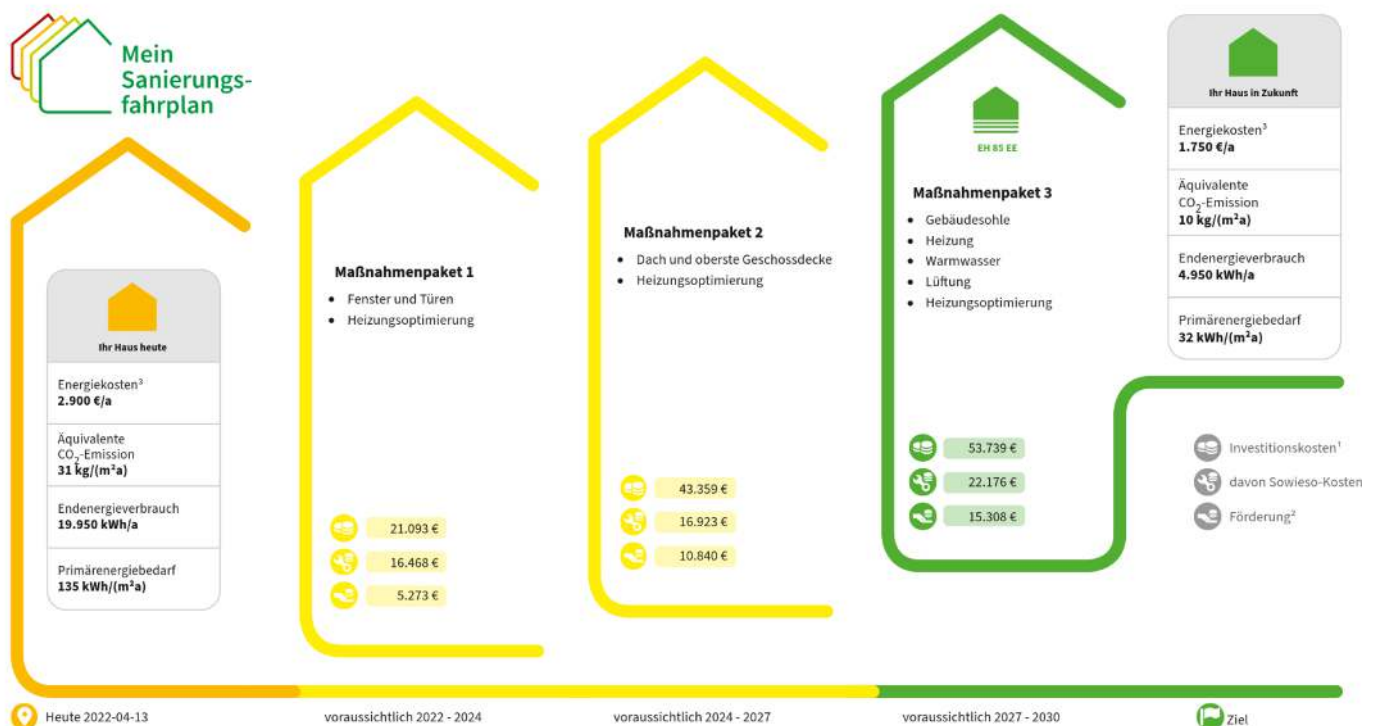 Mein
Sanierungs-
fahrplan
Ihr Haus heute
Energiekosten³
2.900 €/a
Äquivalente
CO₂-Emission
31 kg/(m²a)
Endenergieverbrauch
19.950 kWh/a
Primärenergiebedarf
135 kWh/(m²a)
Maßnahmenpaket 1
• Fenster und Türen
• Heizungsoptimierung
21.093 €
16.468 €
5.273 €
Maßnahmenpaket 2
• Dach und oberste Geschossdecke
• Heizungsoptimierung
43.359 €
16.923 €
10.840 €
EH 85 EE
Maßnahmenpaket 3
• Gebäudesohle
• Heizung
• Warmwasser
• Lüftung
• Heizungsoptimierung
53.739 €
22.176 €
15.308 €
Ihr Haus in Zukunft
Energiekosten³
1.750 €/a
Äquivalente
CO₂-Emission
10 kg/(m²a)
Endenergieverbrauch
4.950 kWh/a
Primärenergiebedarf
32 kWh/(m²a)
Investitionskosten¹
davon Sowieso-Kosten
Förderung²
Heute 2022-04-13
voraussichtlich 2022 - 2024
voraussichtlich 2024 - 2027
voraussichtlich 2027 - 2030
Ziel